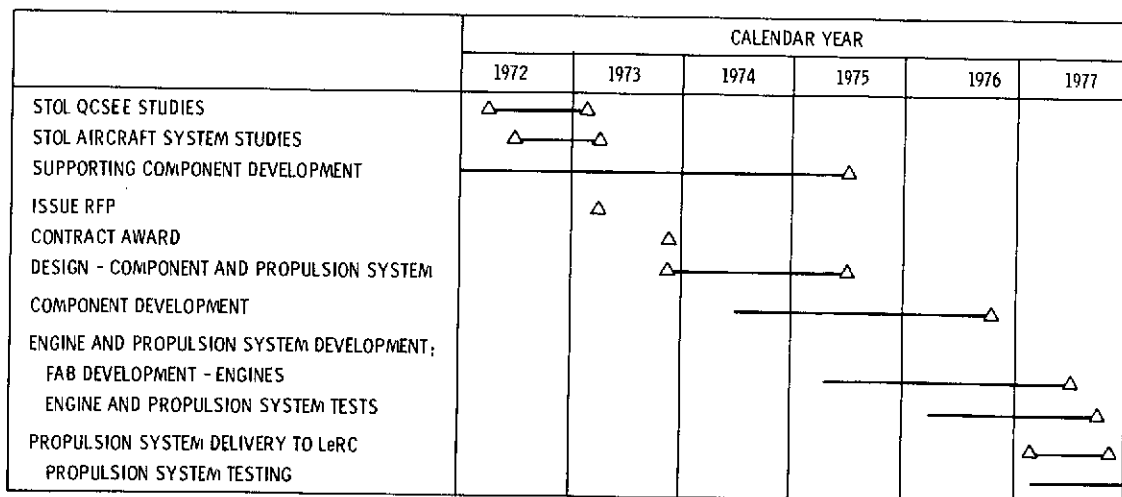 CALENDAR YEAR
1972 1973 1974 1975 1976 1977
STOL QCSEE STUDIES
STOL AIRCRAFT SYSTEM STUDIES
SUPPORTING COMPONENT DEVELOPMENT
ISSUE RFP
CONTRACT AWARD
DESIGN - COMPONENT AND PROPULSION SYSTEM
COMPONENT DEVELOPMENT
ENGINE AND PROPULSION SYSTEM DEVELOPMENT:
FAB DEVELOPMENT - ENGINES
ENGINE AND PROPULSION SYSTEM TESTS
PROPULSION SYSTEM DELIVERY TO LeRC
PROPULSION SYSTEM TESTING